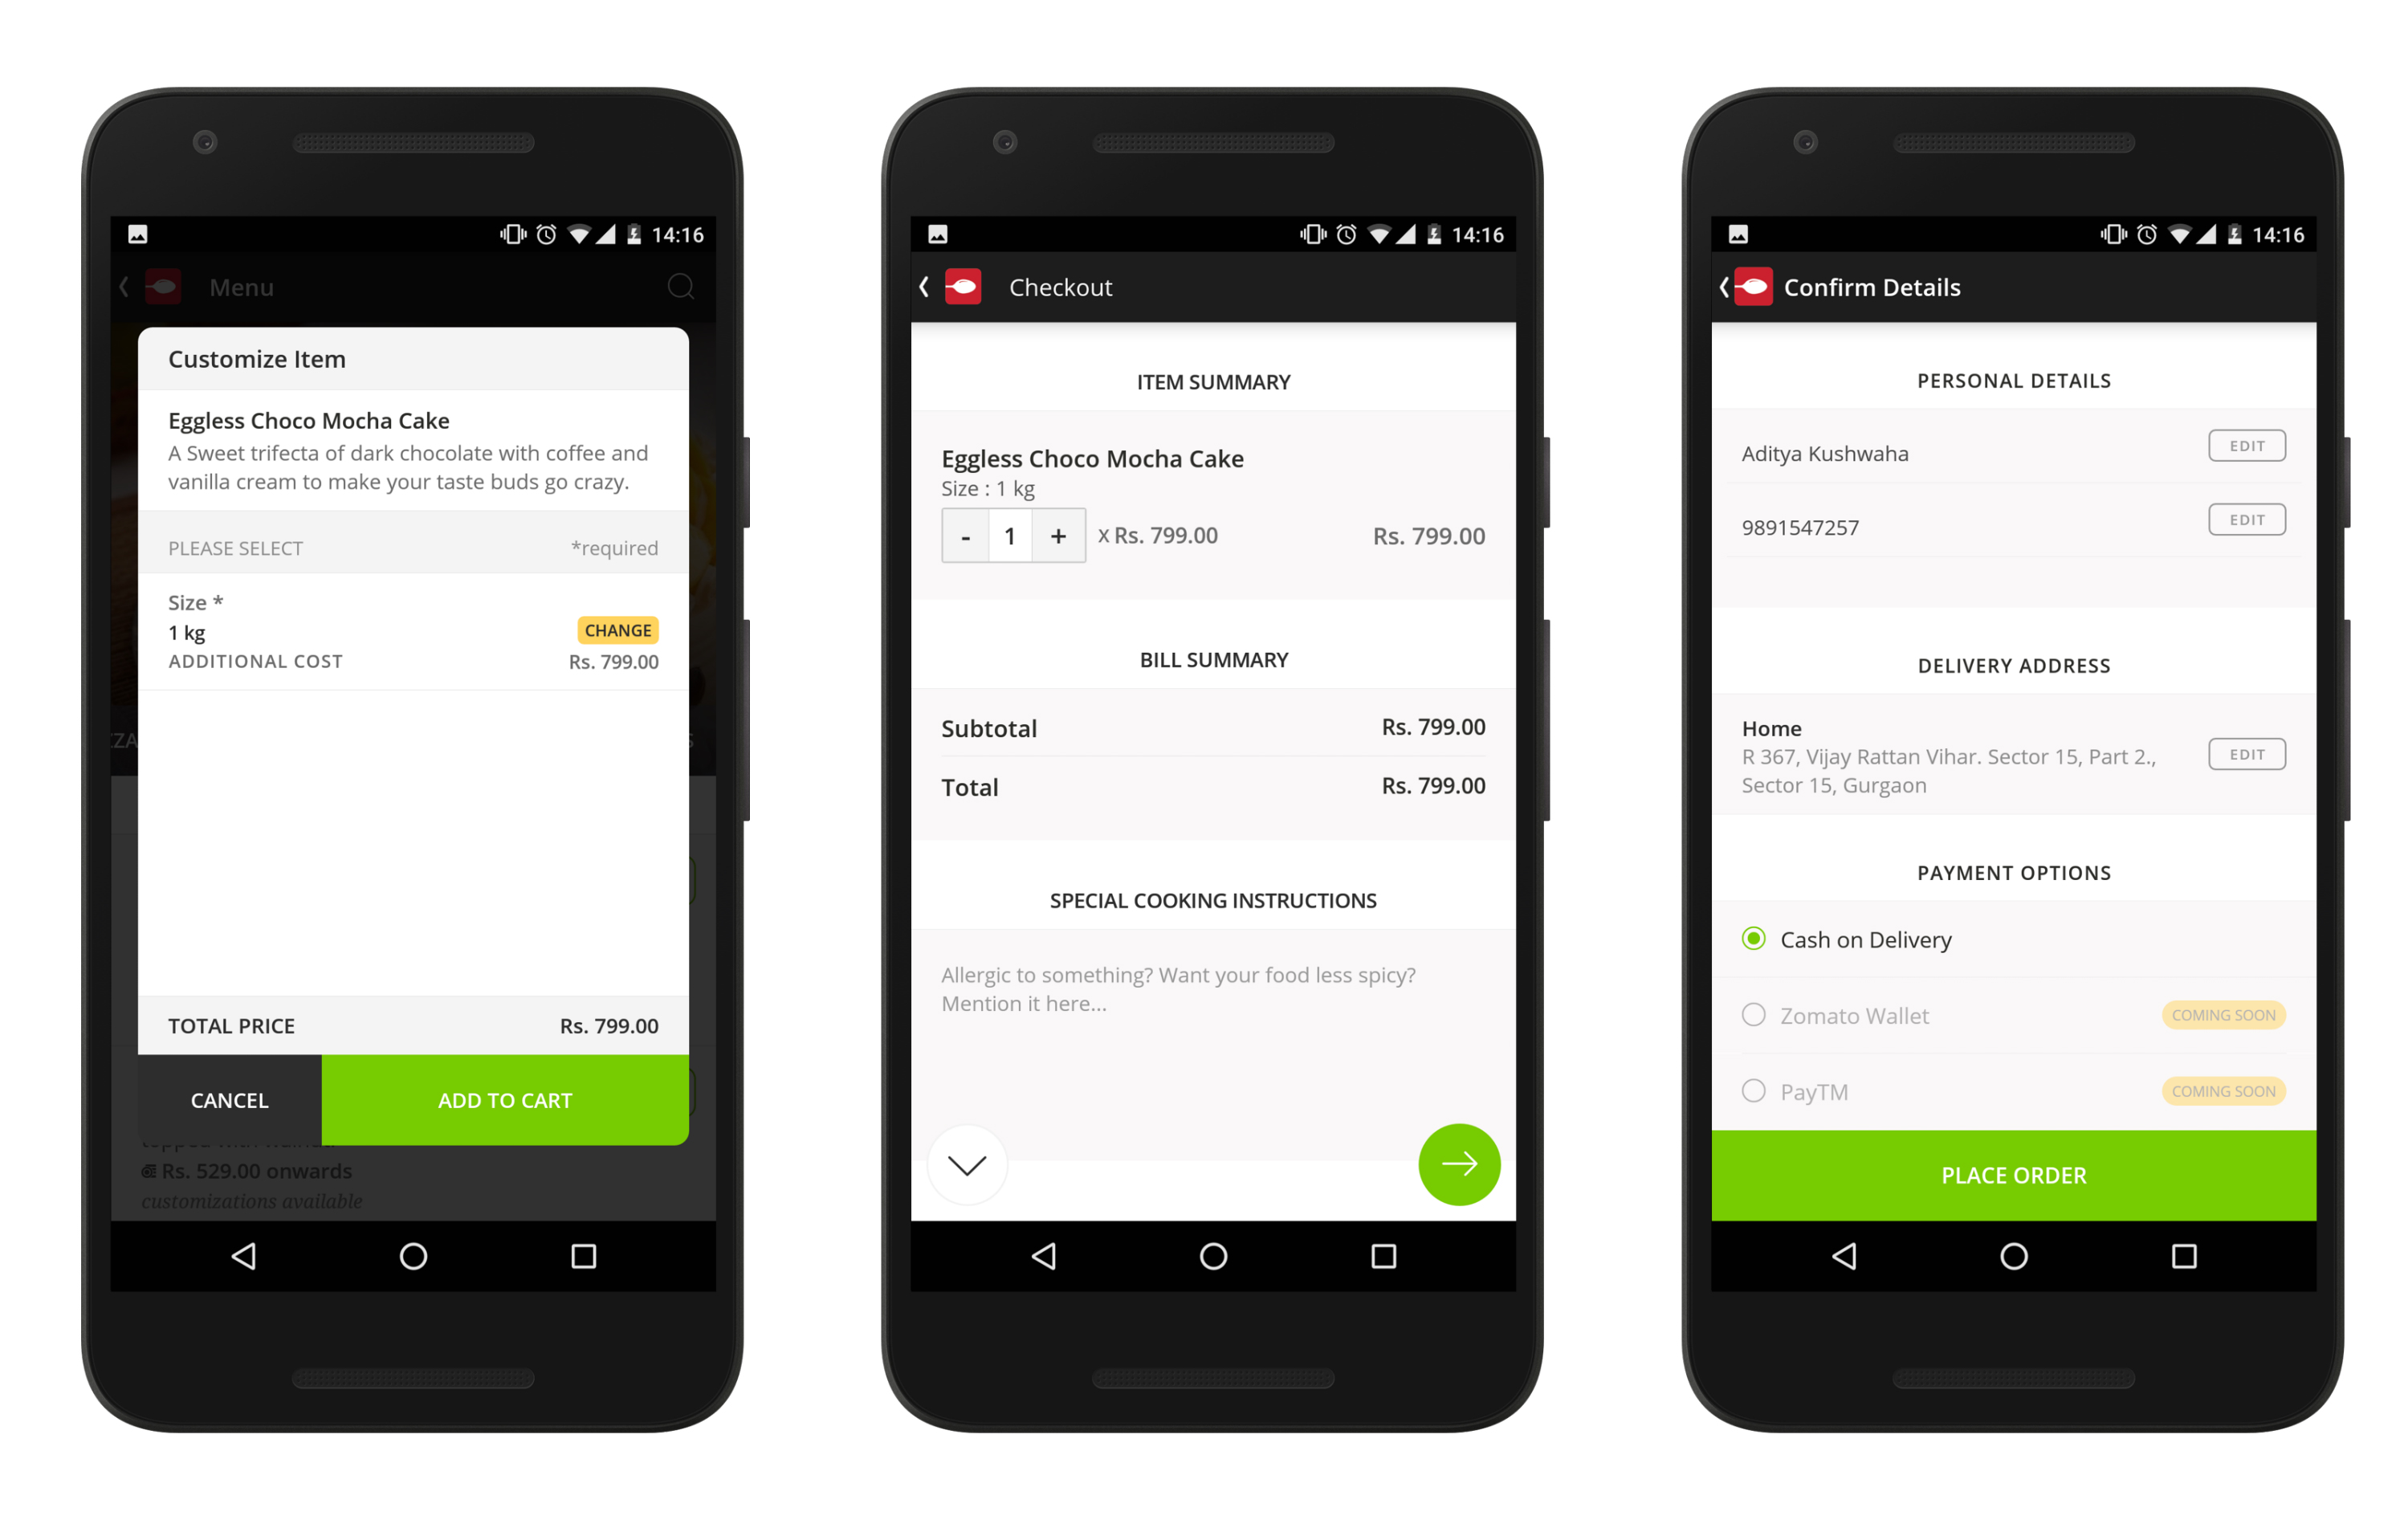 14:16
Menu
Customize Item
Eggless Choco Mocha Cake
A Sweet trifecta of dark chocolate with coffee and
vanilla cream to make your taste buds go crazy.
PLEASE SELECT *required
Size *
1 kg CHANGE
ADDITIONAL COST Rs. 799.00
ZZA
S
TOTAL PRICE Rs. 799.00
CANCEL ADD TO CART
Rs. 529.00 onwards
customizations available
14:16
Checkout
ITEM SUMMARY
Eggless Choco Mocha Cake
Size : 1 kg
- 1 + x Rs. 799.00 Rs. 799.00
BILL SUMMARY
Subtotal Rs. 799.00
Total Rs. 799.00
SPECIAL COOKING INSTRUCTIONS
Allergic to something? Want your food less spicy?
Mention it here...
14:16
Confirm Details
PERSONAL DETAILS
Aditya Kushwaha EDIT
9891547257 EDIT
DELIVERY ADDRESS
Home
R 367, Vijay Rattan Vihar. Sector 15, Part 2.,
Sector 15, Gurgaon
EDIT
PAYMENT OPTIONS
Cash on Delivery
Zomato Wallet COMING SOON
PayTM COMING SOON
PLACE ORDER